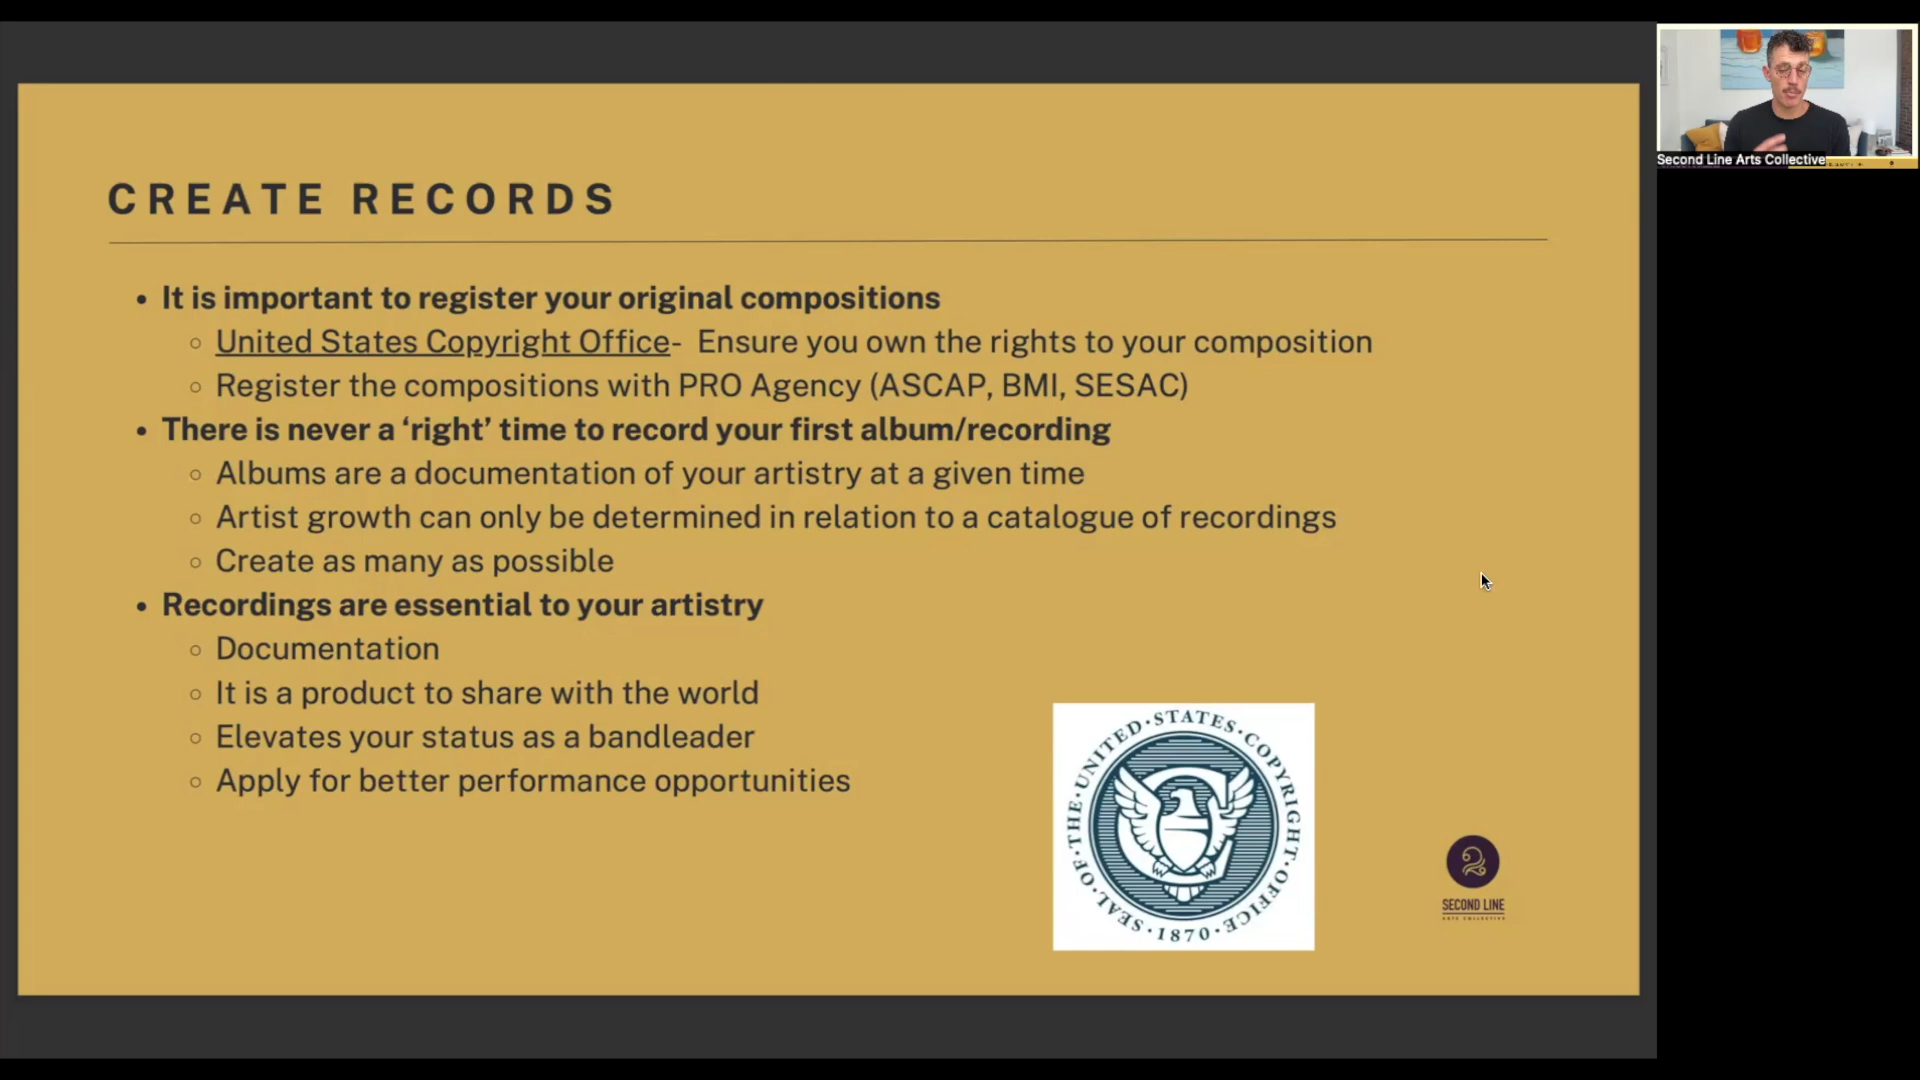 CREATE RECORDS
• It is important to register your original compositions
○ United States Copyright Office- Ensure you own the rights to your composition
○ Register the compositions with PRO Agency (ASCAP, BMI, SESAC)
• There is never a ‘right’ time to record your first album/recording
○ Albums are a documentation of your artistry at a given time
○ Artist growth can only be determined in relation to a catalogue of recordings
○ Create as many as possible
• Recordings are essential to your artistry
○ Documentation
○ It is a product to share with the world
○ Elevates your status as a bandleader
○ Apply for better performance opportunities
SEAL·OF·THE·UNITED·STATES·COPYRIGHT·OFFICE·1870·
SECOND LINE
ARTS COLLECTIVE
Second Line Arts Collective